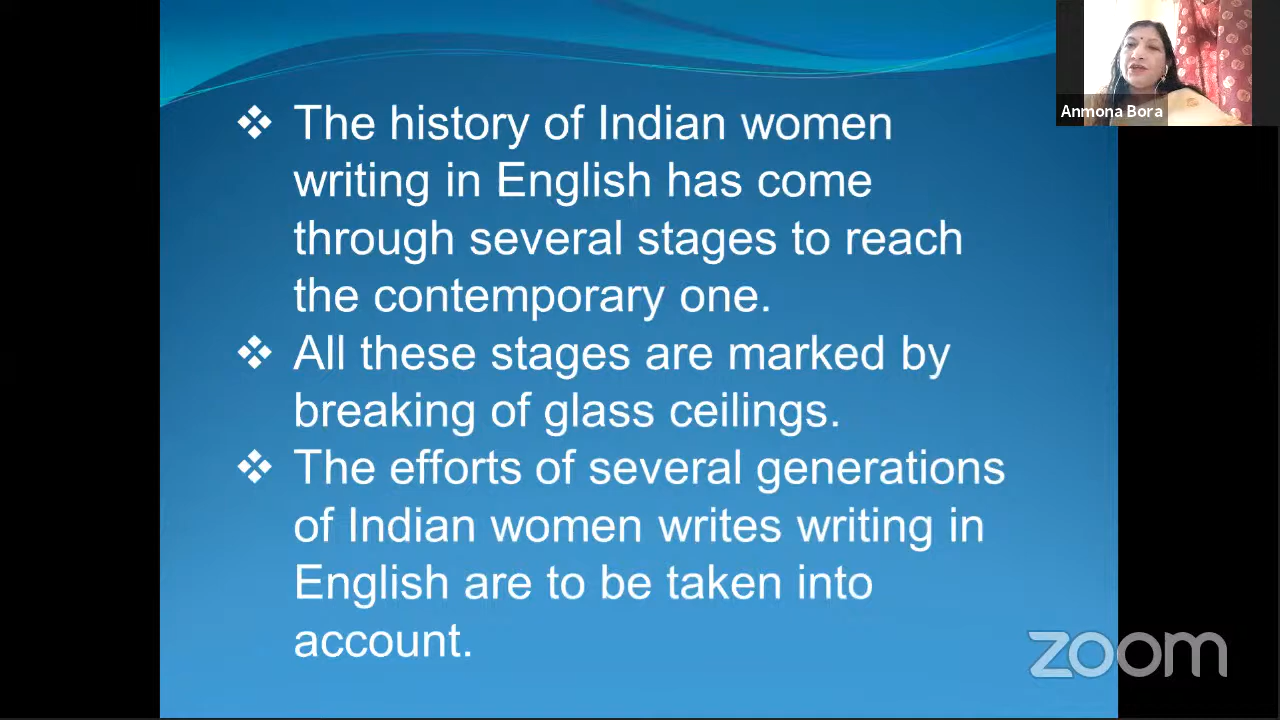 Anmona Bora
❖ The history of Indian women
writing in English has come
through several stages to reach
the contemporary one.
❖ All these stages are marked by
breaking of glass ceilings.
❖ The efforts of several generations
of Indian women writes writing in
English are to be taken into
account.
zoom